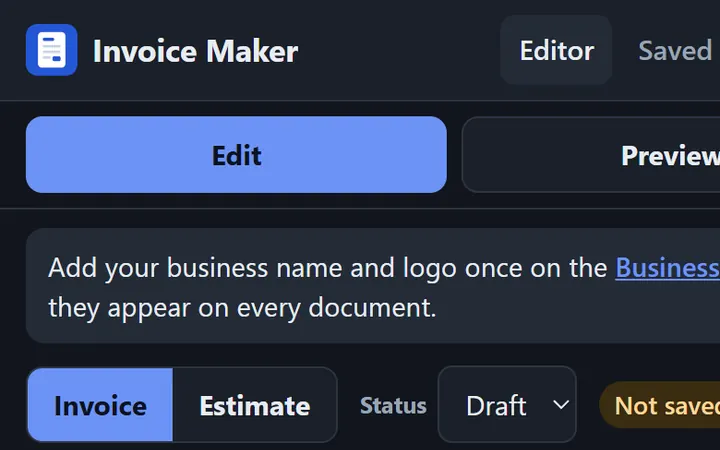 Invoice Maker
Editor
Saved
Edit
Preview
Add your business name and logo once on the Business
they appear on every document.
Invoice
Estimate
Status
Draft
Not saved